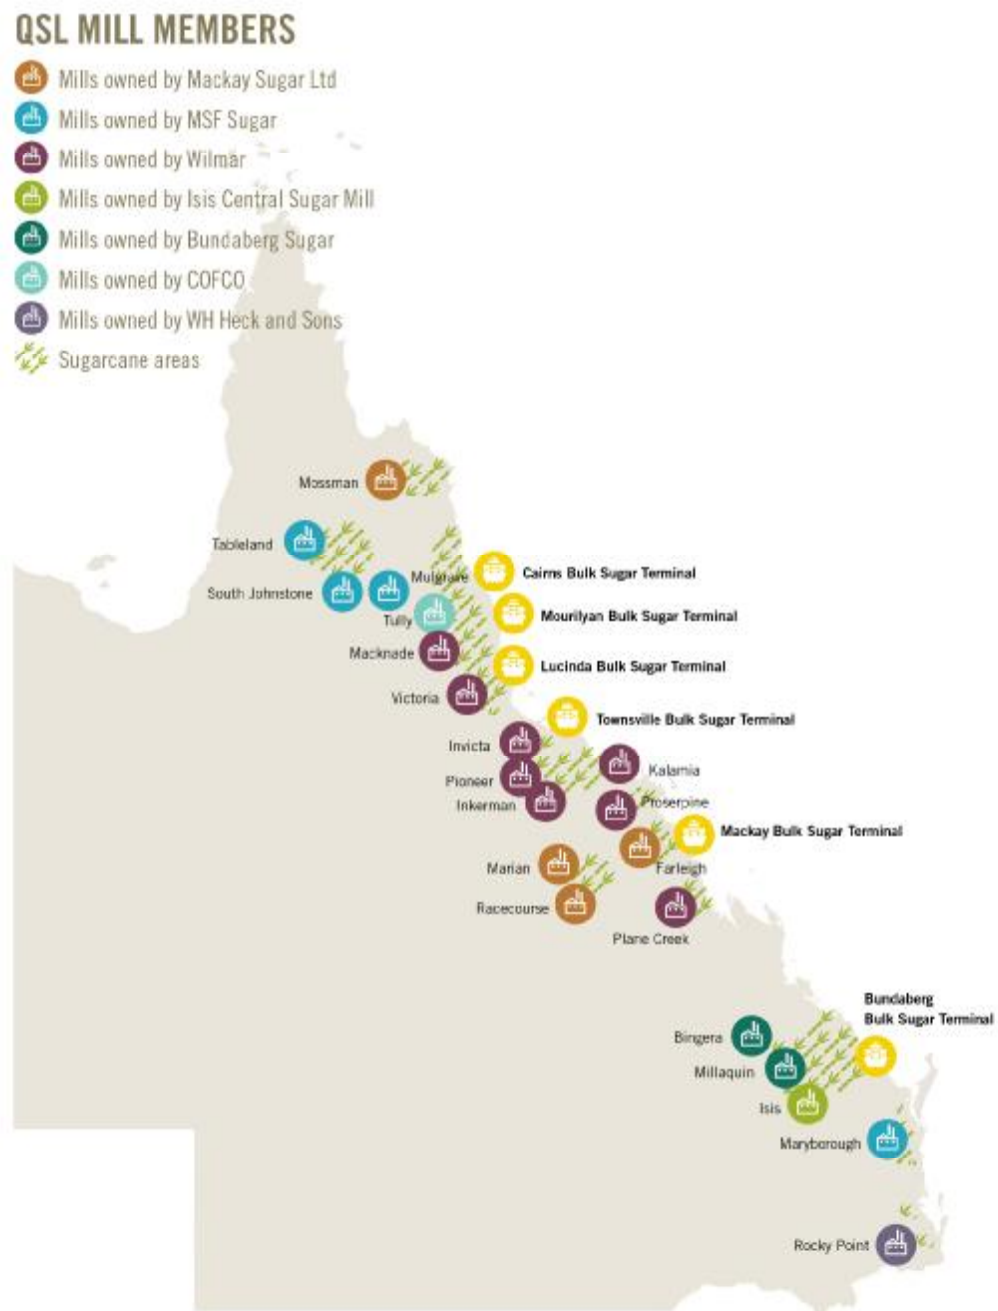 QSL MILL MEMBERS
Mills owned by Mackay Sugar Ltd
Mills owned by MSF Sugar
Mills owned by Wilmar
Mills owned by Isis Central Sugar Mill
Mills owned by Bundaberg Sugar
Mills owned by COFCO
Mills owned by WH Heck and Sons
Sugarcane areas
Mossman
Tableland
Mulgrave
Cairns Bulk Sugar Terminal
South Johnstone
Mourilyan Bulk Sugar Terminal
Tully
Macknade
Lucinda Bulk Sugar Terminal
Victoria
Townsville Bulk Sugar Terminal
Invicta
Kalamia
Pioneer
Inkerman
Proserpine
Mackay Bulk Sugar Terminal
Marian
Farleigh
Racecourse
Plane Creek
Bundaberg
Bulk Sugar Terminal
Bingera
Millaquin
Isis
Maryborough
Rocky Point